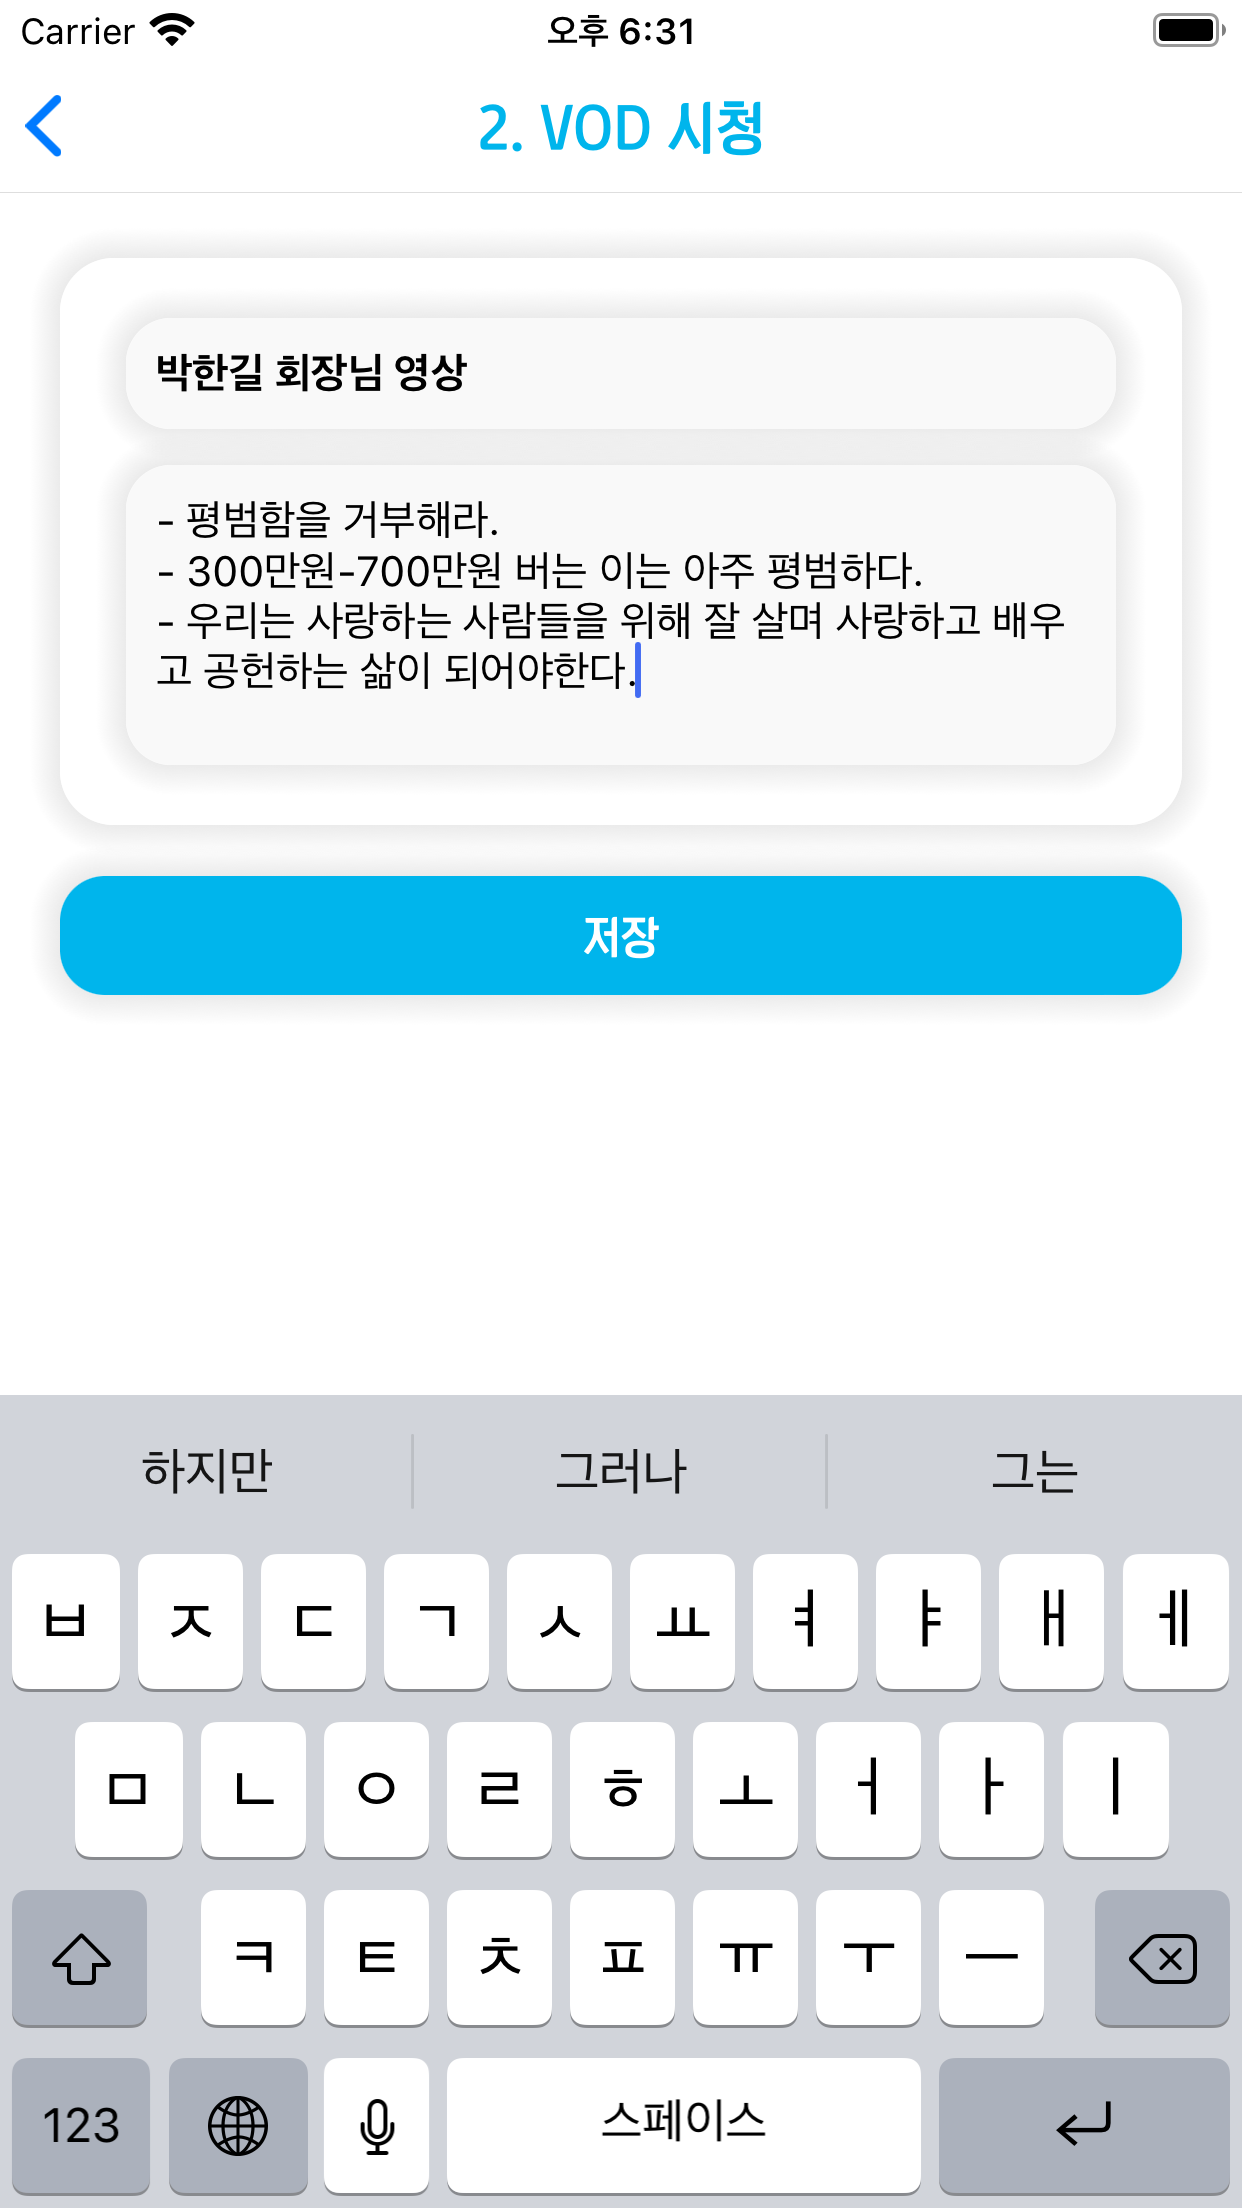 Carrier 오후 6:31
2. VOD 시청
박한길 회장님 영상
- 평범함을 거부해라.
- 300만원-700만원 버는 이는 아주 평범하다.
- 우리는 사랑하는 사람들을 위해 잘 살며 사랑하고 배우
고 공헌하는 삶이 되어야한다.
저장
하지만 그러나 그는
ㅂ ㅈ ㄷ ㄱ ㅅ ㅛ ㅕ ㅑ ㅐ ㅔ
ㅁ ㄴ ㅇ ㄹ ㅎ ㅗ ㅓ ㅏ ㅣ
ㅋ ㅌ ㅊ ㅍ ㅠ ㅜ ㅡ
123 스페이스